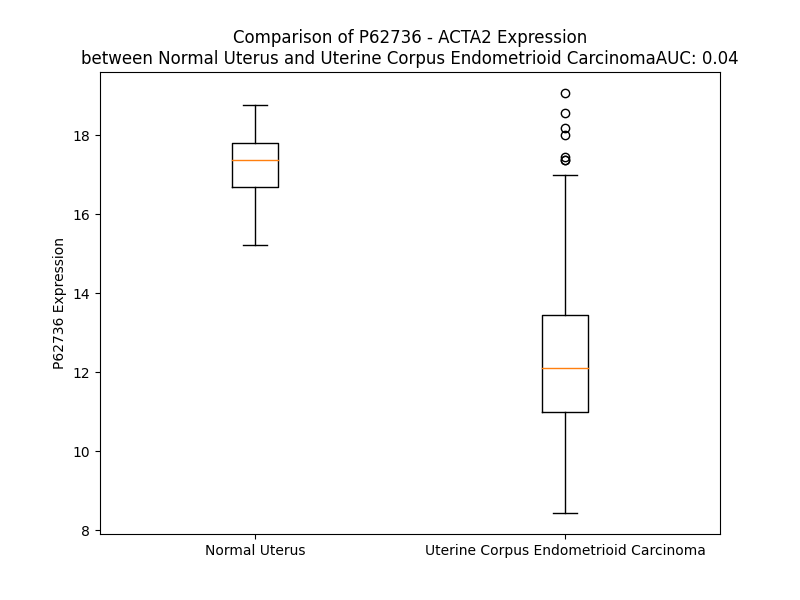 Comparison of P62736 - ACTA2 Expression
between Normal Uterus and Uterine Corpus Endometrioid CarcinomaAUC: 0.04
18
16
14
12
10
8
P62736 Expression
Normal Uterus
Uterine Corpus Endometrioid Carcinoma